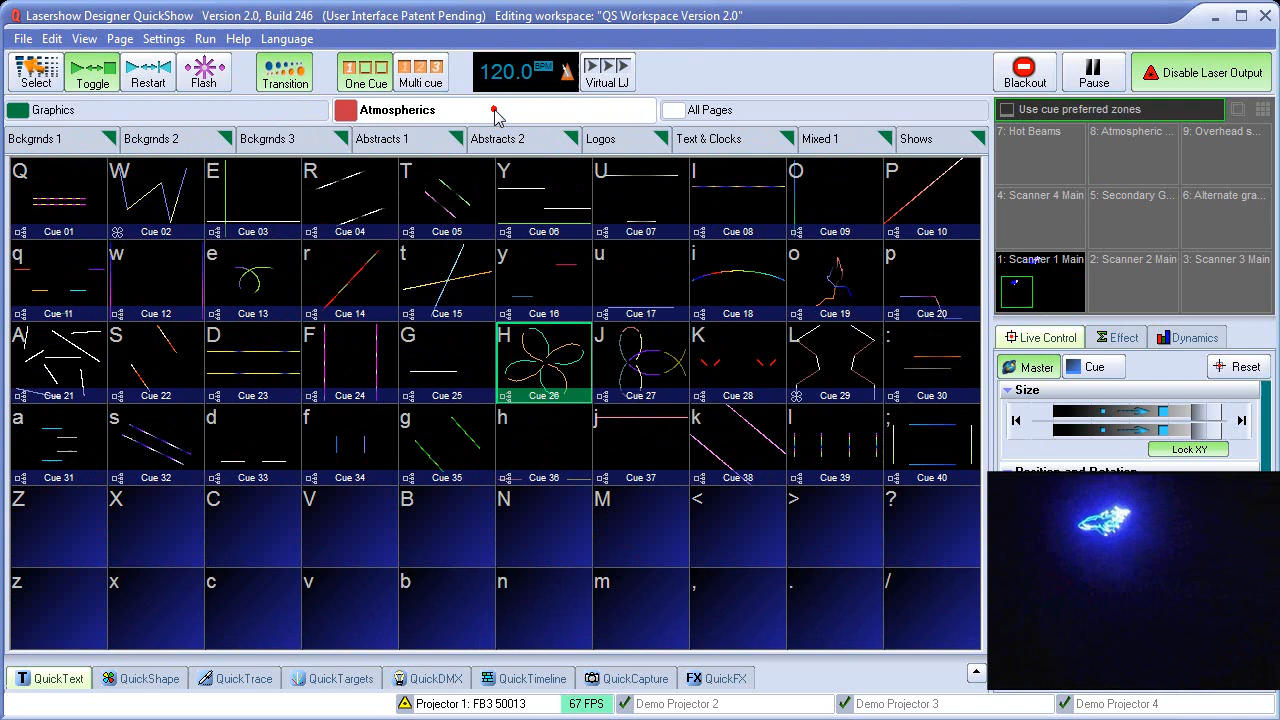 Lasershow Designer QuickShow Version 2.0, Build 246 (User Interface Patent Pending) Editing workspace: "QS Workspace Version 2.0"
File Edit View Page Settings Run Help Language
Select Toggle Restart Flash Transition One Cue Multi cue 120.0 BPM Virtual LJ Blackout Pause Disable Laser Output
Graphics Atmospherics All Pages Use cue preferred zones
Bckgrnds 1 Bckgrnds 2 Bckgrnds 3 Abstracts 1 Abstracts 2 Logos Text & Clocks Mixed 1 Shows
7: Hot Beams 8: Atmospheric ... 9: Overhead s...
Q W E R T Y U I O P
4: Scanner 4 Main 5: Secondary G... 6: Alternate gra...
Cue 01 Cue 02 Cue 03 Cue 04 Cue 05 Cue 06 Cue 07 Cue 08 Cue 09 Cue 10
q w e r t y u i o p
1: Scanner 1 Main 2: Scanner 2 Main 3: Scanner 3 Main
Cue 11 Cue 12 Cue 13 Cue 14 Cue 15 Cue 16 Cue 17 Cue 18 Cue 19 Cue 20
A S D F G H J K L :
Live Control Effect Dynamics
Master Cue Reset
Cue 21 Cue 22 Cue 23 Cue 24 Cue 25 Cue 26 Cue 27 Cue 28 Cue 29 Cue 30
Size
a s d f g h j k l ;
Lock XY
Position and Rotation
Cue 31 Cue 32 Cue 33 Cue 34 Cue 35 Cue 36 Cue 37 Cue 38 Cue 39 Cue 40
Z X C V B N M < > ?
z x c v b n m , . /
QuickText QuickShape QuickTrace QuickTargets QuickDMX QuickTimeline QuickCapture FX QuickFX
Projector 1: FB3 50013 67 FPS Demo Projector 2 Demo Projector 3 Demo Projector 4